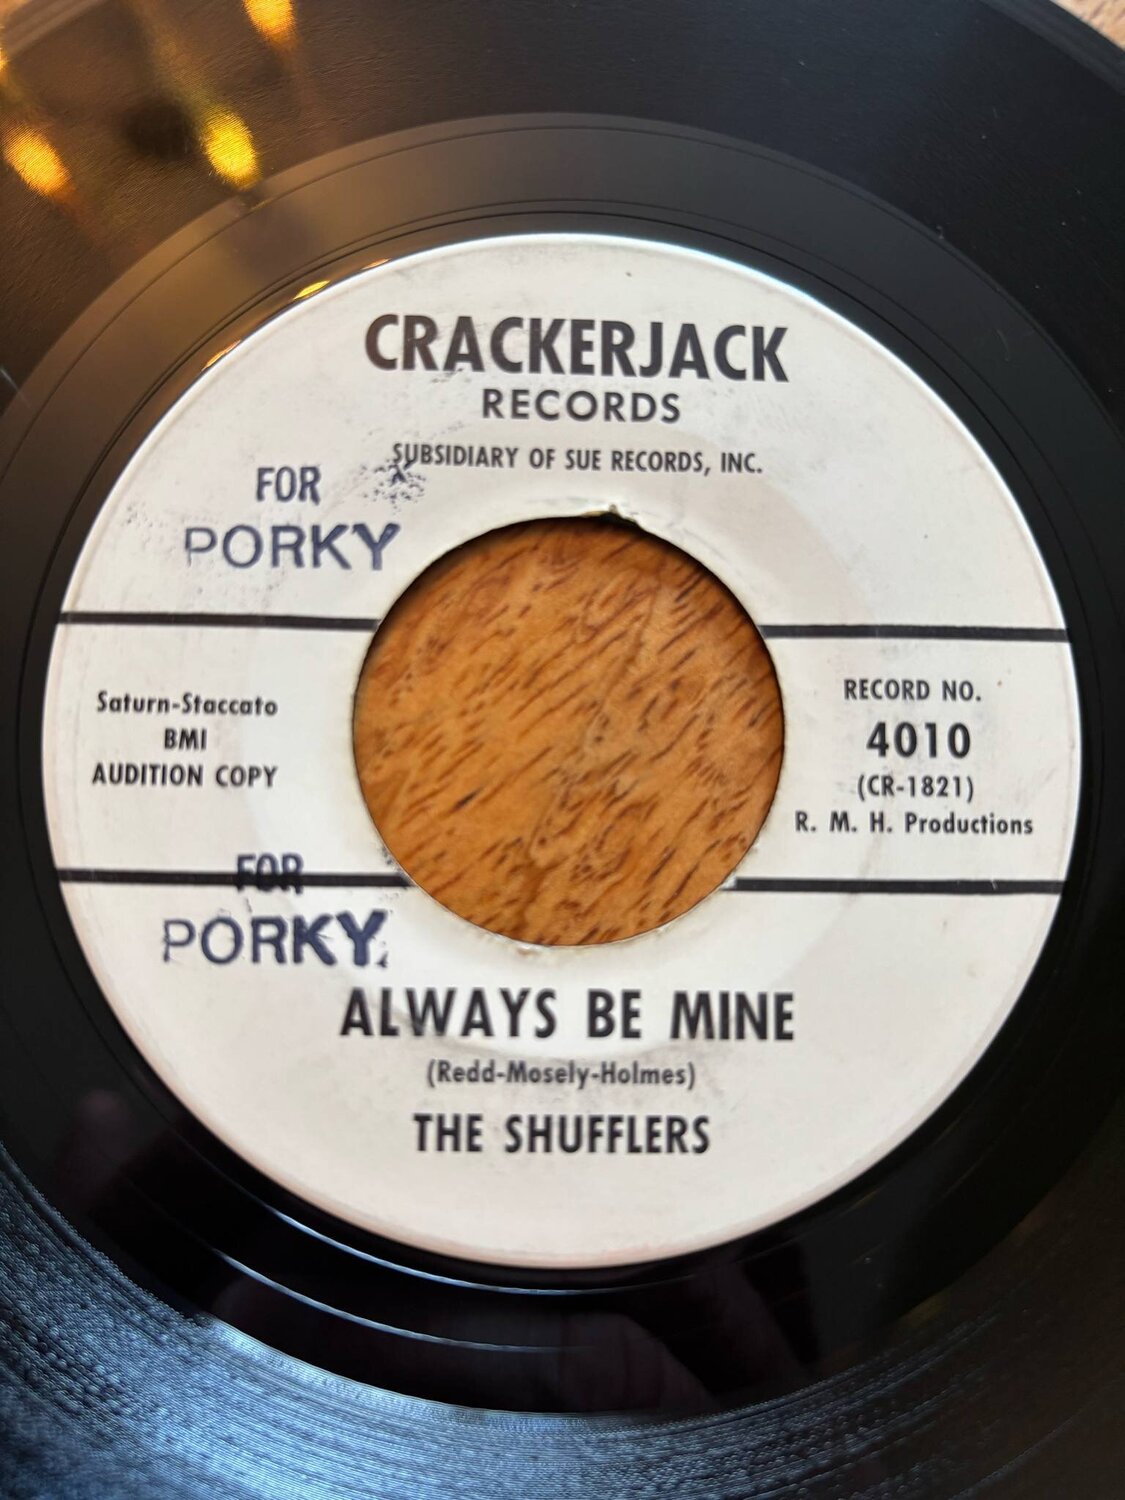 CRACKERJACK
RECORDS
SUBSIDIARY OF SUE RECORDS, INC.
FOR
PORKY
Saturn-Staccato
BMI
AUDITION COPY
RECORD NO.
4010
(CR-1821)
R. M. H. Productions
FOR
PORKY
ALWAYS BE MINE
(Redd-Mosely-Holmes)
THE SHUFFLERS